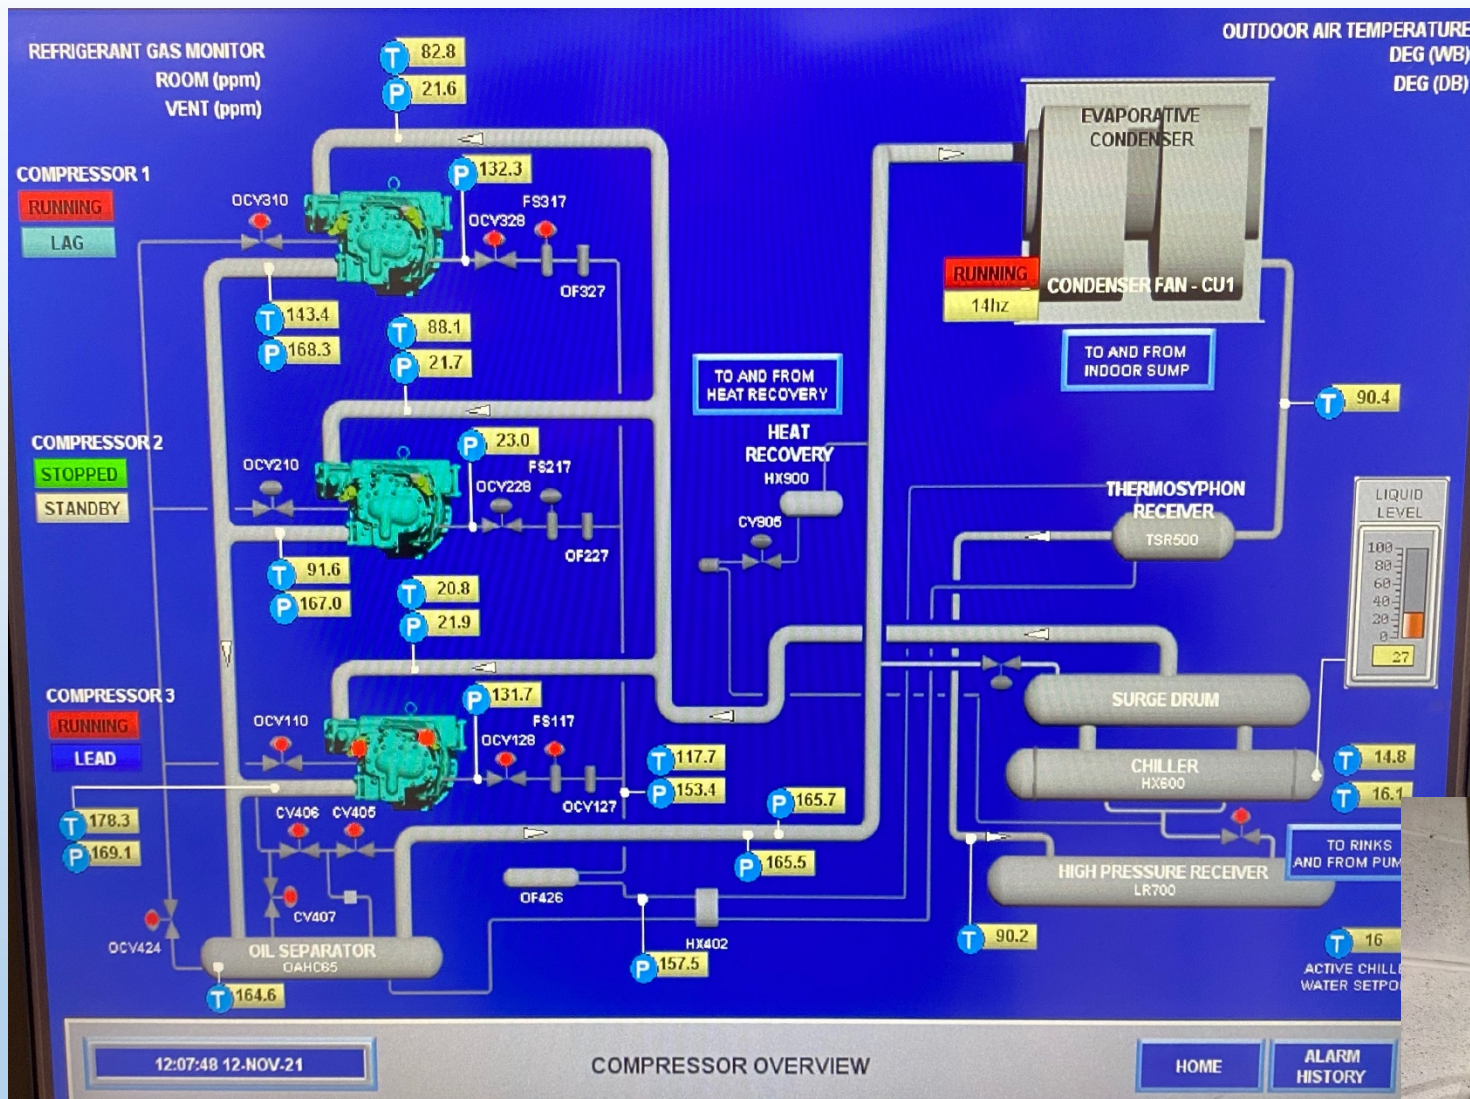 REFRIGERANT GAS MONITOR
ROOM (ppm)
VENT (ppm)
T 82.8
P 21.6
OUTDOOR AIR TEMPERATURE
DEG (WB)
DEG (DB)
EVAPORATIVE
CONDENSER
COMPRESSOR 1
RUNNING
LAG
OCV310
P 132.3
FS317
OCV328
OF327
T 143.4
P 168.3
RUNNING
14hz
CONDENSER FAN - CU1
TO AND FROM
INDOOR SUMP
T 88.1
P 21.7
TO AND FROM
HEAT RECOVERY
T 90.4
COMPRESSOR 2
STOPPED
STANDBY
OCV210
P 23.0
FS217
OCV228
OF227
T 91.6
P 167.0
HEAT
RECOVERY
HX900
CV905
THERMOSYPHON
RECEIVER
TSR500
LIQUID
LEVEL
100
80
60
40
20
0
27
T 20.8
P 21.9
COMPRESSOR 3
RUNNING
LEAD
OCV110
P 131.7
FS117
OCV128
OCV127
T 117.7
P 153.4
SURGE DRUM
CHILLER
HX600
T 14.8
T 16.1
T 178.3
P 169.1
CV406
CV405
P 165.7
P 165.5
TO RINKS
AND FROM
HIGH PRESSURE RECEIVER
LR700
CV407
OF426
OCV424
HX402
P 157.5
T 90.2
OIL SEPARATOR
OAHC65
T 164.6
T 16
ACTIVE
WATER
12:07:48 12-NOV-21
COMPRESSOR OVERVIEW
HOME
ALARM
HISTORY